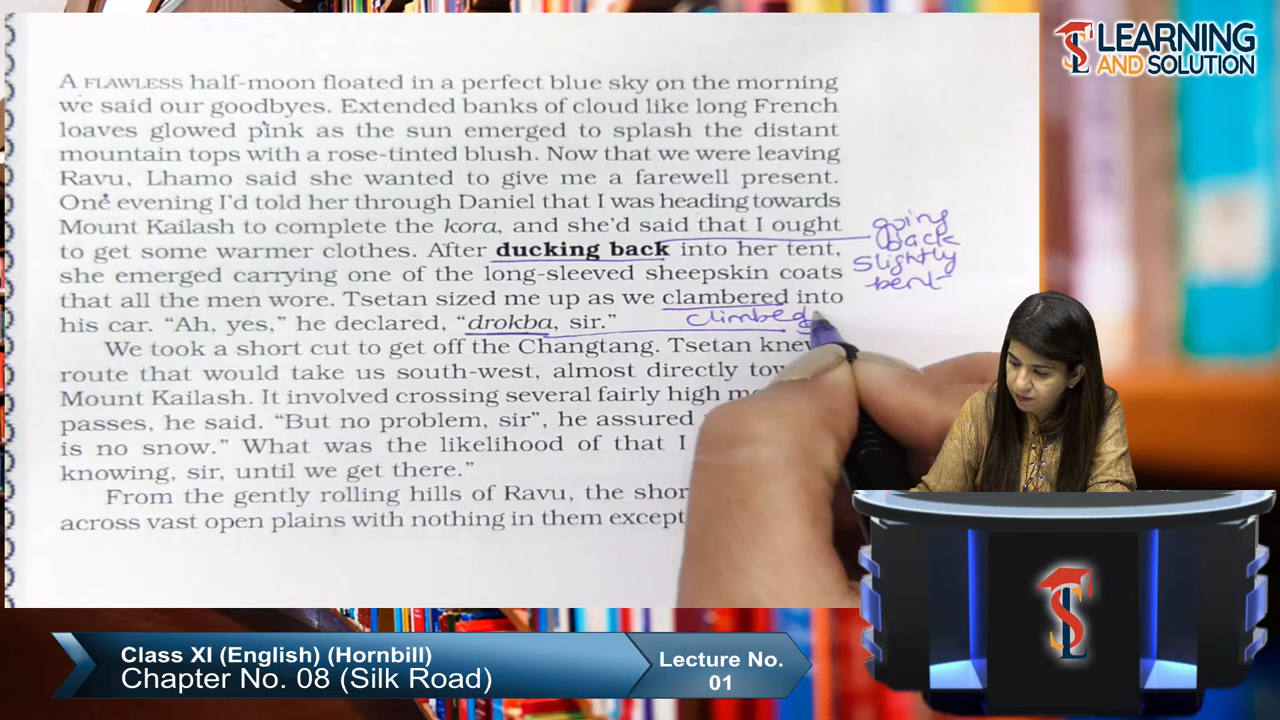 LEARNING
AND SOLUTION
A FLAWLESS half-moon floated in a perfect blue sky on the morning
we said our goodbyes. Extended banks of cloud like long French
loaves glowed pink as the sun emerged to splash the distant
mountain tops with a rose-tinted blush. Now that we were leaving
Ravu, Lhamo said she wanted to give me a farewell present.
One evening I'd told her through Daniel that I was heading towards
Mount Kailash to complete the kora, and she'd said that I ought
to get some warmer clothes. After ducking back into her tent,
she emerged carrying one of the long-sleeved sheepskin coats
that all the men wore. Tsetan sized me up as we clambered into
his car. “Ah, yes,” he declared, “drokba, sir.”
going
back
slightly
bent
climbed
We took a short cut to get off the Changtang. Tsetan knew
route that would take us south-west, almost directly
Mount Kailash. It involved crossing several fairly high
passes, he said. “But no problem, sir”, he assured
is no snow.” What was the likelihood of that I
knowing, sir, until we get there.”
From the gently rolling hills of Ravu, the
across vast open plains with nothing in them except
Class XI (English) (Hornbill)
Chapter No. 08 (Silk Road)
Lecture No.
01